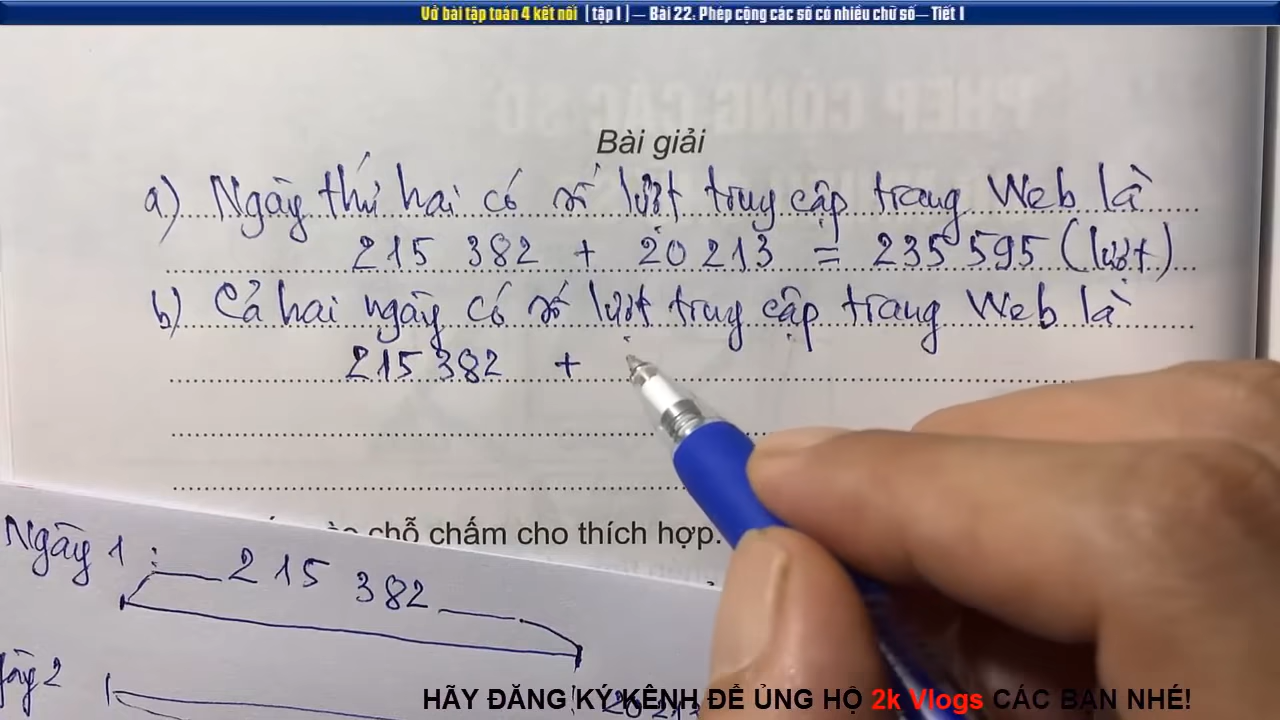 Vở bài tập toán 4 kết nối (tập 1) – Bài 22: Phép cộng các số có nhiều chữ số– Tiết 1
Bài giải
a) Ngày thứ hai có số lượt truy cập trang Web là
215 382 + 20 213 = 235 595 (lượt)
b) Cả hai ngày có số lượt truy cập trang Web là
215 382 +
chỗ chấm cho thích hợp.
Ngày 1 : 215 382
2
HÃY ĐĂNG KÝ KÊNH ĐỂ ỦNG HỘ 2k Vlogs CÁC BẠN NHÉ!